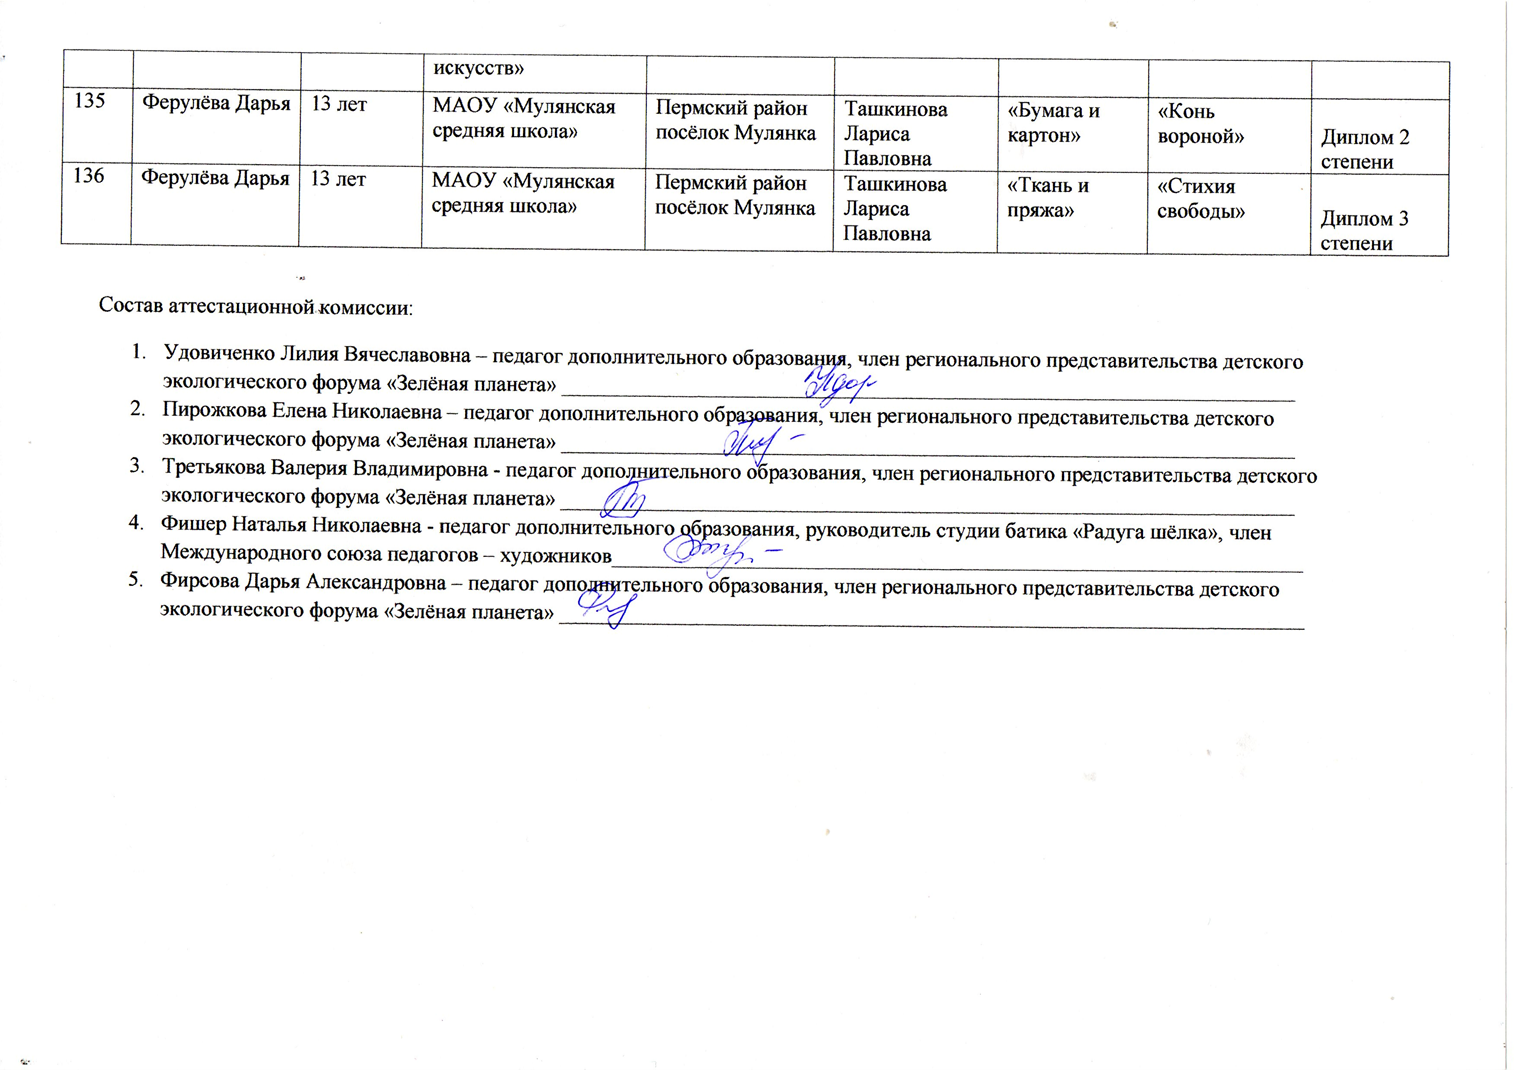 искусств»
135 Ферулёва Дарья 13 лет МАОУ «Мулянская Пермский район Ташкинова «Бумага и «Конь
средняя школа» посёлок Мулянка Лариса картон» вороной» Диплом 2
Павловна степени
136 Ферулёва Дарья 13 лет МАОУ «Мулянская Пермский район Ташкинова «Ткань и «Стихия
средняя школа» посёлок Мулянка Лариса пряжа» свободы» Диплом 3
Павловна степени
Состав аттестационной комиссии:
1. Удовиченко Лилия Вячеславовна – педагог дополнительного образования, член регионального представительства детского
экологического форума «Зелёная планета»
2. Пирожкова Елена Николаевна – педагог дополнительного образования, член регионального представительства детского
экологического форума «Зелёная планета»
3. Третьякова Валерия Владимировна - педагог дополнительного образования, член регионального представительства детского
экологического форума «Зелёная планета»
4. Фишер Наталья Николаевна - педагог дополнительного образования, руководитель студии батика «Радуга шёлка», член
Международного союза педагогов – художников
5. Фирсова Дарья Александровна – педагог дополнительного образования, член регионального представительства детского
экологического форума «Зелёная планета»